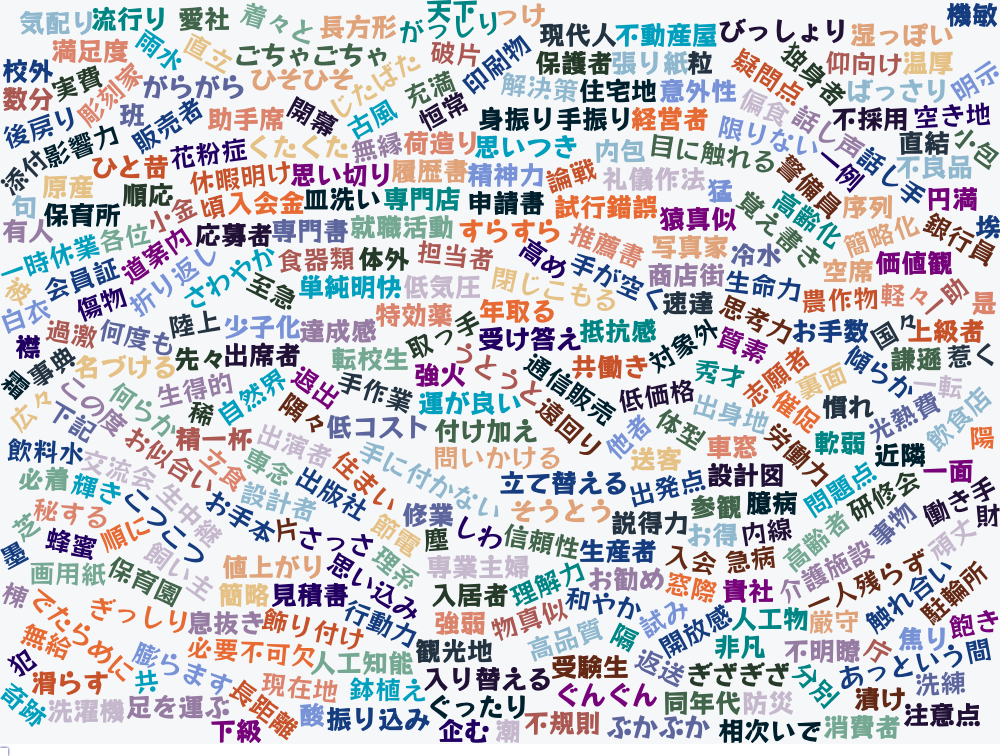 気配り
流行り
愛社
着々と
長方形
天下
がっしり
っけ
現代人
不動産屋
びっしょり
湿っぽい
機敏
満足度
雨水
直立
ごちゃごちゃ
破片
印刷物
保護者
張り紙
粒
疑問点
独身者
仰向け
温厚
校外
実費
彫刻家
がらがら
ひそひそ
じたばた
充満
解決策
住宅地
意外性
ばっさり
明示
数分
班
販売者
助手席
開幕
古風
恒常
身振り手振り
経営者
偏食
話し声
不採用
空き地
後戻り
添付
影響力
花粉症
くたくた
無縁
荷造り
思いつき
内包
目に触れる
限りない
一例
話し手
直結
小包
不良品
ひと昔
休暇明け
思い切り
履歴書
精神力
論戦
礼儀作法
猛
警備員
円満
原産
順応
句
保育所
小金
頃
入会金
皿洗い
専門店
申請書
試行錯誤
猿真似
覚え書き
高齢化
序列
有人
一時休業
各位
道案内
応募者
専門書
就職活動
すらすら
推薦書
写真家
冷水
簡略化
銀行員
埃
会員証
折り返し
さわやか
食器類
体外
担当者
高め
手が空く
商店街
生命力
空席
価値観
白衣
傷物
至急
単純明快
低気圧
閉じこもる
速達
思考力
農作物
軽々
一助
是
過激
何度も
陸上
少子化
達成感
特効薬
年取る
取っ手
受け答え
抵抗感
対象外
質素
お手数
国々
上級者
襟
事典
名づける
先々
出席者
転校生
強火
うとうと
通信販売
共働き
秀才
志願者
傾らか
謙遜
惹く
霜
広々
この度
何らか
生得的
自然界
退出
手作業
運が良い
遠回り
低価格
裏面
慣れ
一転
下記
お似合い
稀
精一杯
隅々
低コスト
付け加え
他者
体型
出身地
催促
光熱費
飲食店
飲料水
交流会
立食
出演者
住まい
手に付かない
問いかける
送客
車窓
労働力
軟弱
近隣
陽
必着
輝き
生中継
専念
設計者
出版社
立て替える
出発点
設計図
問題点
一面
芝
秘する
こつこつ
お手本
片
さっさ
節電
修業
そうとう
説得力
参観
臆病
研修会
働き手
財
墨
蜂蜜
順に
飼い主
値上がり
思い込み
理系
塵
しわ
信頼性
生産者
お得
内線
高齢者
事物
頑丈
画用紙
保育園
簡略
見積書
専業主婦
入居者
理解力
お勧め
入会
急病
窓際
貴社
介護施設
一人残らず
棟
でたらめに
ぎっしり
息抜き
飾り付け
行動力
強弱
物真似
和やか
試み
人工物
厳守
触れ合い
駐輪所
無給
必要不可欠
人工知能
観光地
高品質
隔
開放感
非凡
不明瞭
今
焦り
飽き
犯
滑らす
共
膨らます
現在地
鉢植え
入り替える
受験生
返送
ぎざぎざ
分別
あっという間
奇跡
洗濯機
足を運ぶ
長距離
酸
振り込み
ぐったり
ぐんぐん
同年代
防災
漬け
洗練
下級
企む
潮
不規則
ぶかぶか
相次いで
消費者
注意点